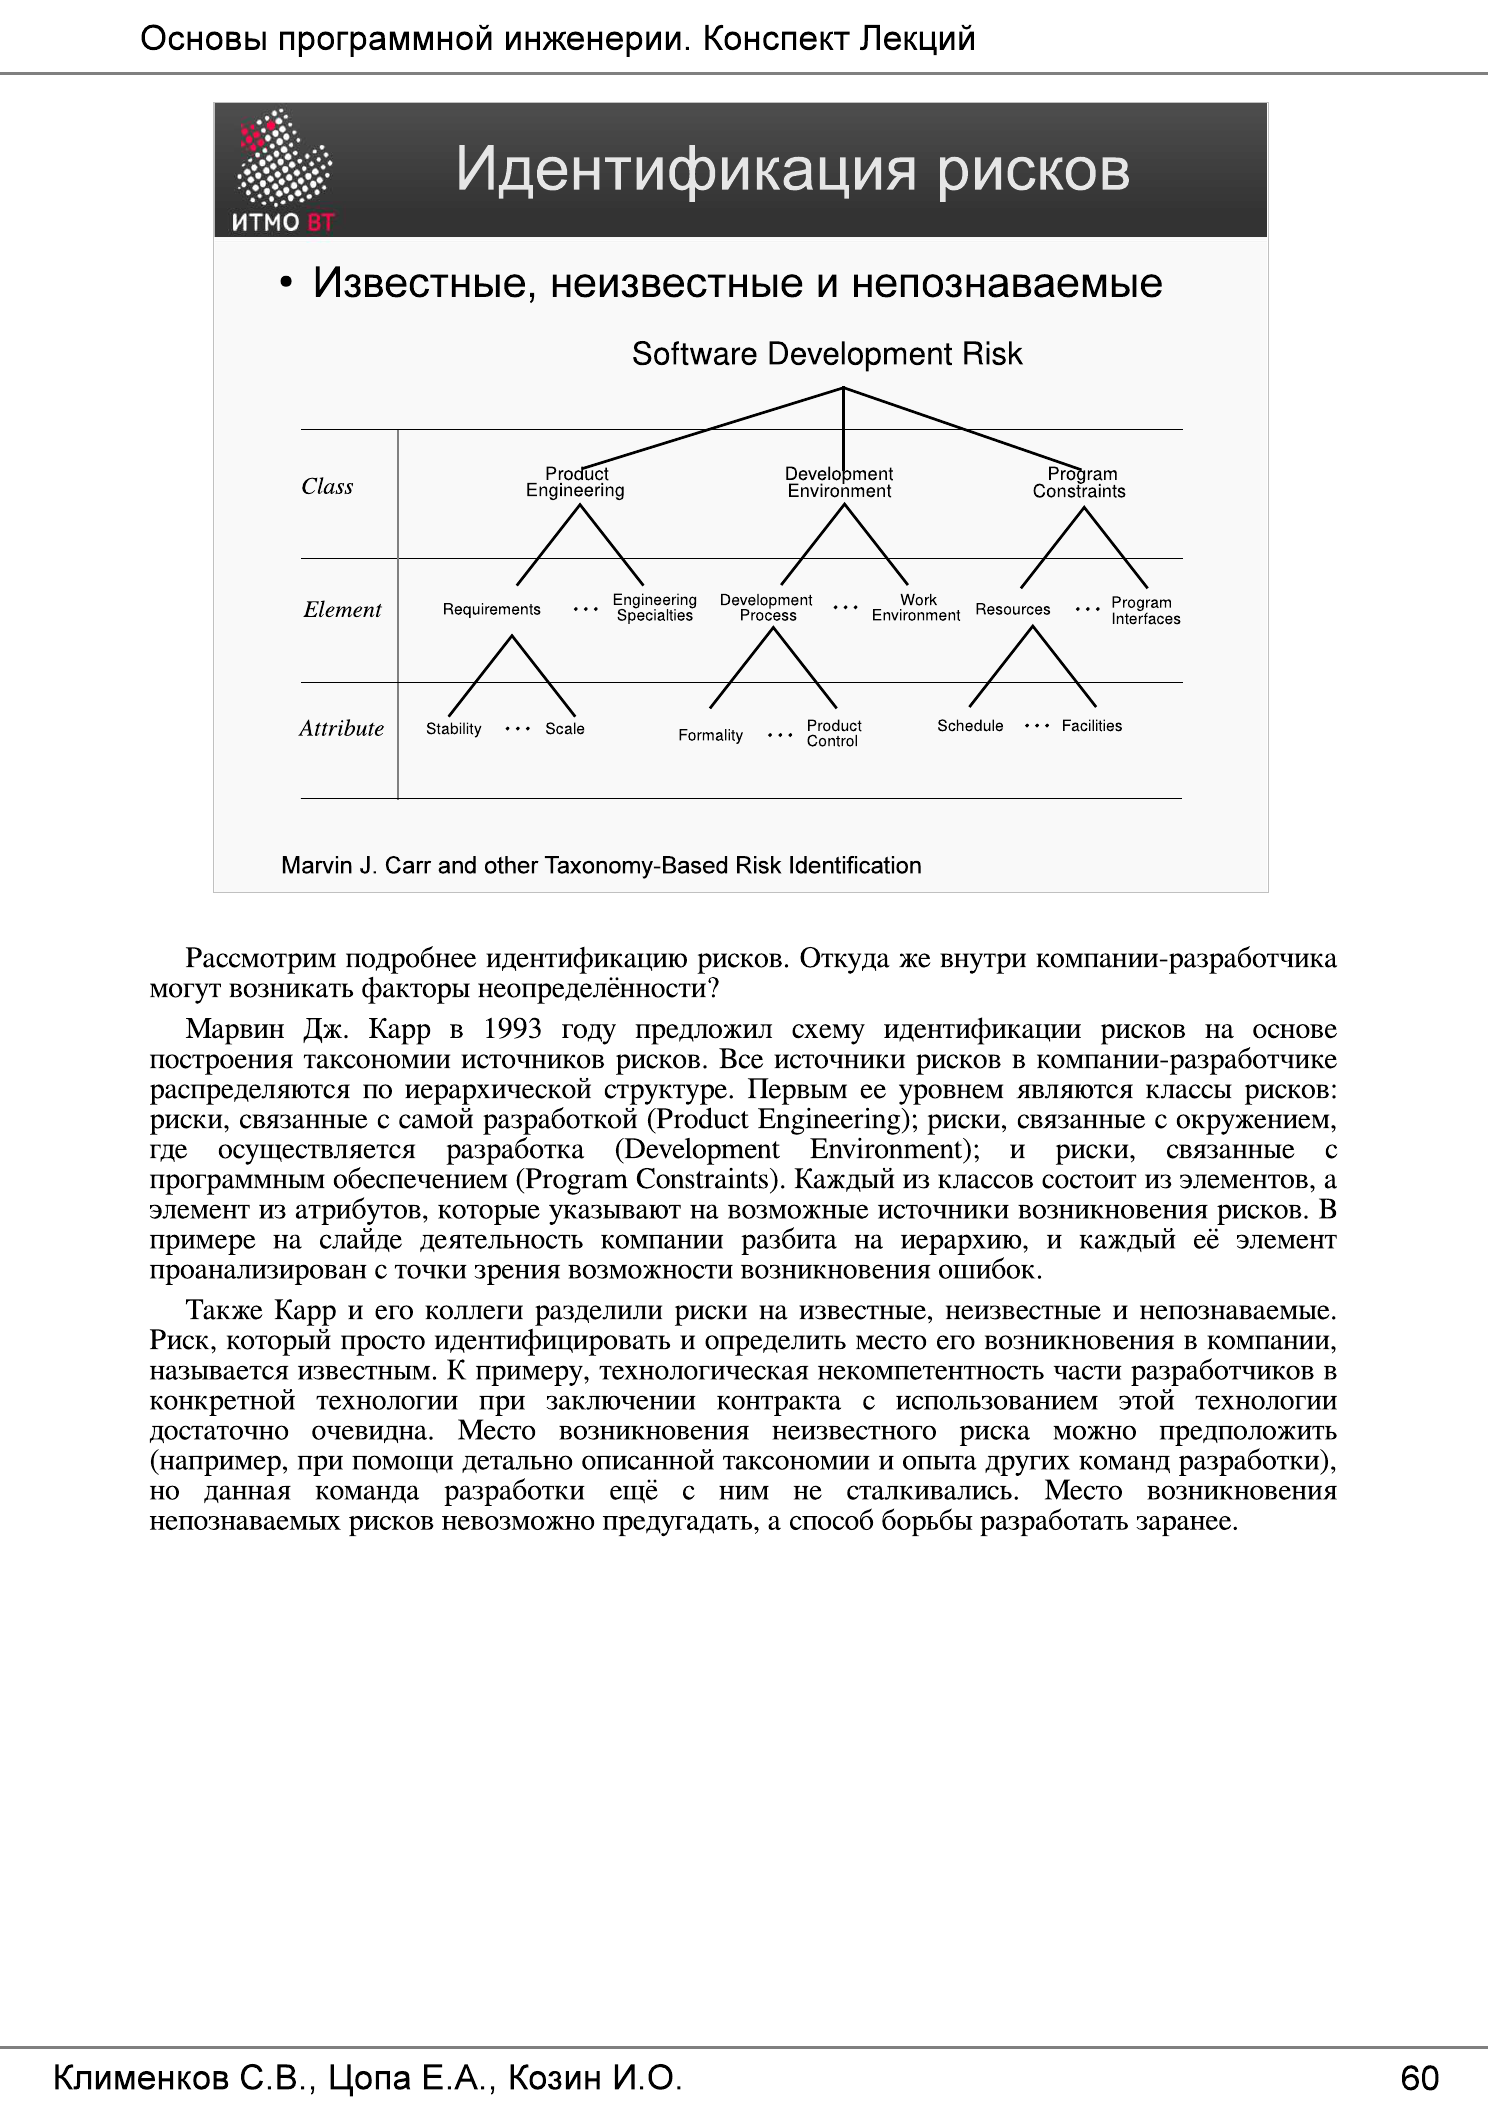 Основы программной инженерии. Конспект Лекций
ИТМО ВТ
Идентификация рисков
• Известные, неизвестные и непознаваемые
Software Development Risk
Class
Product
Engineering
Development
Environment
Program
Constraints
Element
Requirements
...
Engineering
Specialties
Development
Process
...
Work
Environment
Resources
...
Program
Interfaces
Attribute
Stability
...
Scale
Formality
...
Product
Control
Schedule
...
Facilities
Marvin J. Carr and other Taxonomy-Based Risk Identification
Рассмотрим подробнее идентификацию рисков. Откуда же внутри компании-разработчика
могут возникать факторы неопределённости?
Марвин Дж. Карр в 1993 году предложил схему идентификации рисков на основе
построения таксономии источников рисков. Все источники рисков в компании-разработчике
распределяются по иерархической структуре. Первым ее уровнем являются классы рисков:
риски, связанные с самой разработкой (Product Engineering); риски, связанные с окружением,
где осуществляется разработка (Development Environment); и риски, связанные с
программным обеспечением (Program Constraints). Каждый из классов состоит из элементов, а
элемент из атрибутов, которые указывают на возможные источники возникновения рисков. В
примере на слайде деятельность компании разбита на иерархию, и каждый её элемент
проанализирован с точки зрения возможности возникновения ошибок.
Также Карр и его коллеги разделили риски на известные, неизвестные и непознаваемые.
Риск, который просто идентифицировать и определить место его возникновения в компании,
называется известным. К примеру, технологическая некомпетентность части разработчиков в
конкретной технологии при заключении контракта с использованием этой технологии
достаточно очевидна. Место возникновения неизвестного риска можно предположить
(например, при помощи детально описанной таксономии и опыта других команд разработки),
но данная команда разработки ещё с ним не сталкивались. Место возникновения
непознаваемых рисков невозможно предугадать, а способ борьбы разработать заранее.
Клименков С.В., Цопа Е.А., Козин И.О.
60